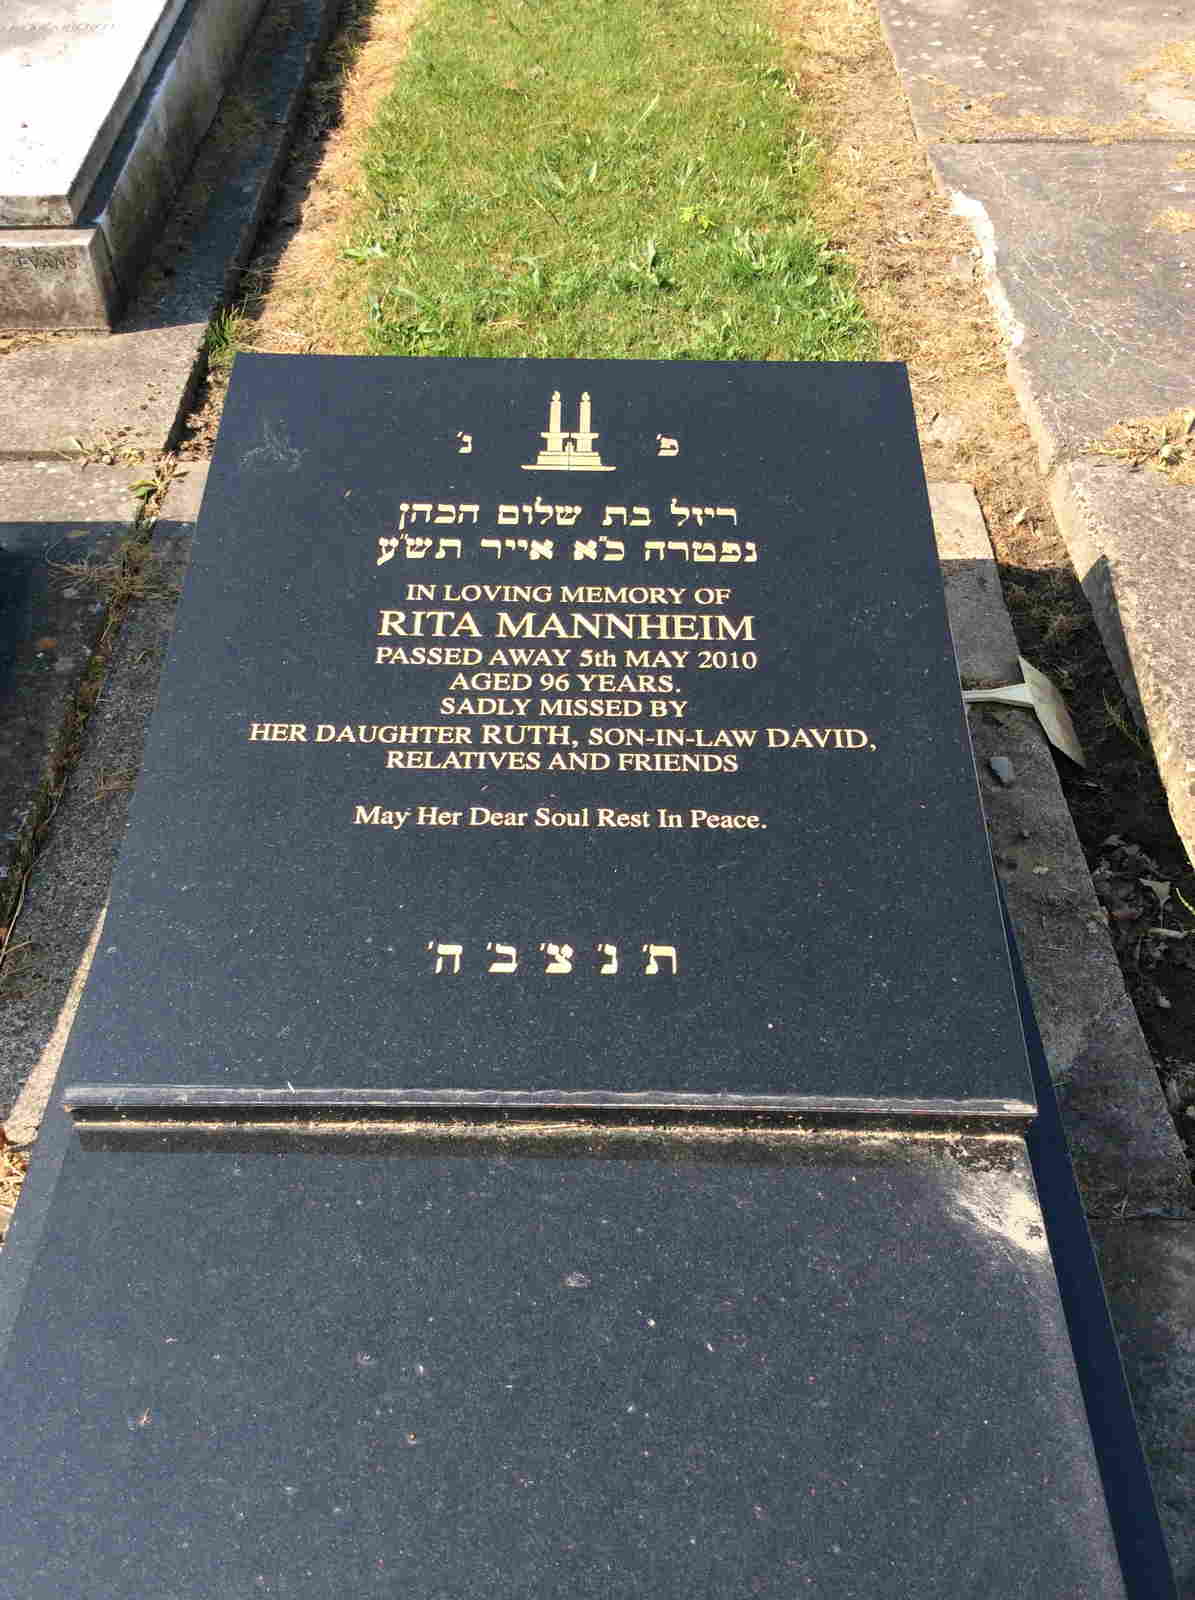 EVANS
פ' נ'
ריזל בת שלום הכהן
נפטרה כ"א אייר תש"ע
IN LOVING MEMORY OF
RITA MANNHEIM
PASSED AWAY 5th MAY 2010
AGED 96 YEARS.
SADLY MISSED BY
HER DAUGHTER RUTH, SON-IN-LAW DAVID,
RELATIVES AND FRIENDS
May Her Dear Soul Rest In Peace.
ת' נ' צ' ב' ה'